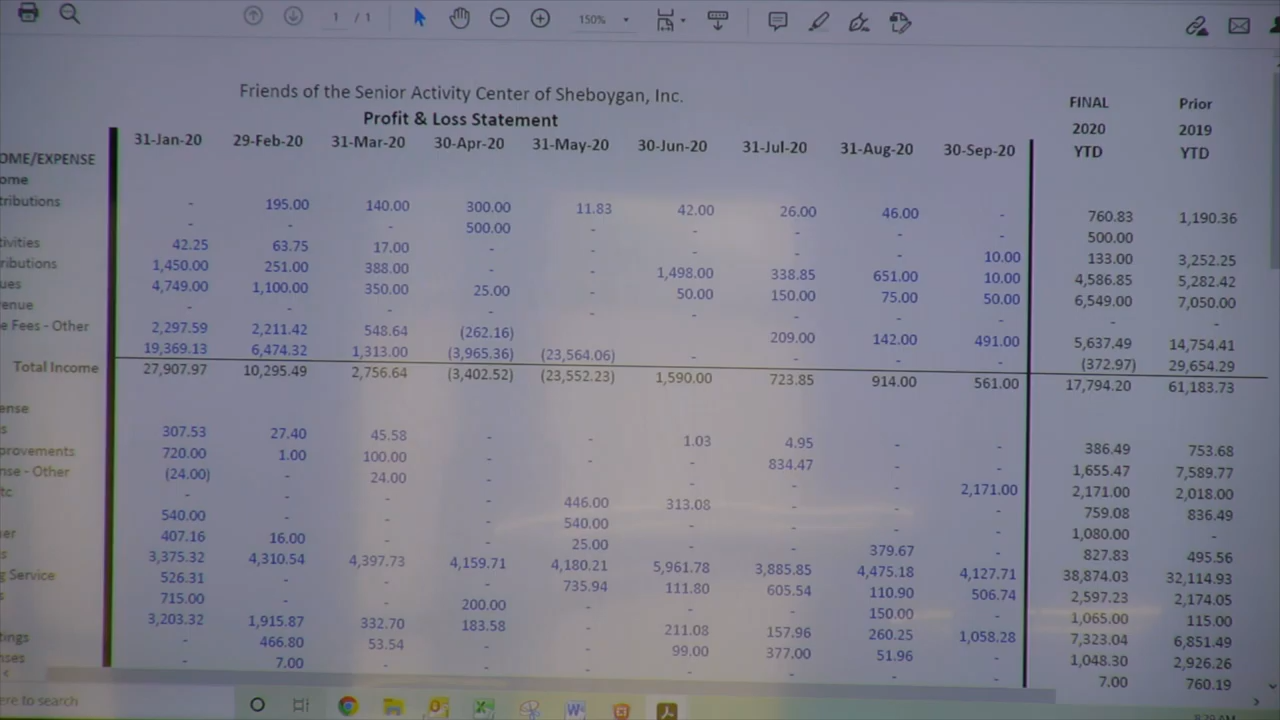 1 / 1
150%
Friends of the Senior Activity Center of Sheboygan, Inc.
Profit & Loss Statement
FINAL Prior
2020 2019
31-Jan-20 29-Feb-20 31-Mar-20 30-Apr-20 31-May-20 30-Jun-20 31-Jul-20 31-Aug-20 30-Sep-20 YTD YTD
OME/EXPENSE
ome
tributions - 195.00 140.00 300.00 11.83 42.00 26.00 46.00 - 760.83 1,190.36
- - - 500.00 - - - - - 500.00
tivities 42.25 63.75 17.00 - - - - - 10.00 133.00 3,252.25
ributions 1,450.00 251.00 388.00 - - 1,498.00 338.85 651.00 10.00 4,586.85 5,282.42
ues 4,749.00 1,100.00 350.00 25.00 - 50.00 150.00 75.00 50.00 6,549.00 7,050.00
enue - - - - - - - - - - -
e Fees - Other 2,297.59 2,211.42 548.64 (262.16) 209.00 142.00 491.00 5,637.49 14,754.41
19,369.13 6,474.32 1,313.00 (3,965.36) (23,564.06) - - - - (372.97) 29,654.29
Total Income 27,907.97 10,295.49 2,756.64 (3,402.52) (23,552.23) 1,590.00 723.85 914.00 561.00 17,794.20 61,183.73
ense
s 307.53 27.40 45.58 - - 1.03 4.95 - - 386.49 753.68
provements 720.00 1.00 100.00 - - - 834.47 - - 1,655.47 7,589.77
nse - Other (24.00) - 24.00 - - - - - 2,171.00 2,171.00 2,018.00
tc - - - - 446.00 313.08 - - - 759.08 836.49
540.00 - - - 540.00 - - - - 1,080.00
er 407.16 16.00 - - 25.00 - - 379.67 - 827.83 495.56
s 3,375.32 4,310.54 4,397.73 4,159.71 4,180.21 5,961.78 3,885.85 4,475.18 4,127.71 38,874.03 32,114.93
g Service 526.31 - - - 735.94 111.80 605.54 110.90 506.74 2,597.23 2,174.05
s 715.00 - - 200.00 - - - 150.00 - 1,065.00 115.00
3,203.32 1,915.87 332.70 183.58 - 211.08 157.96 260.25 1,058.28 7,323.04 6,851.49
tings - 466.80 53.54 - - 99.00 377.00 51.96 - 1,048.30 2,926.26
nses - 7.00 - - - - - - - 7.00 760.19
ere to search